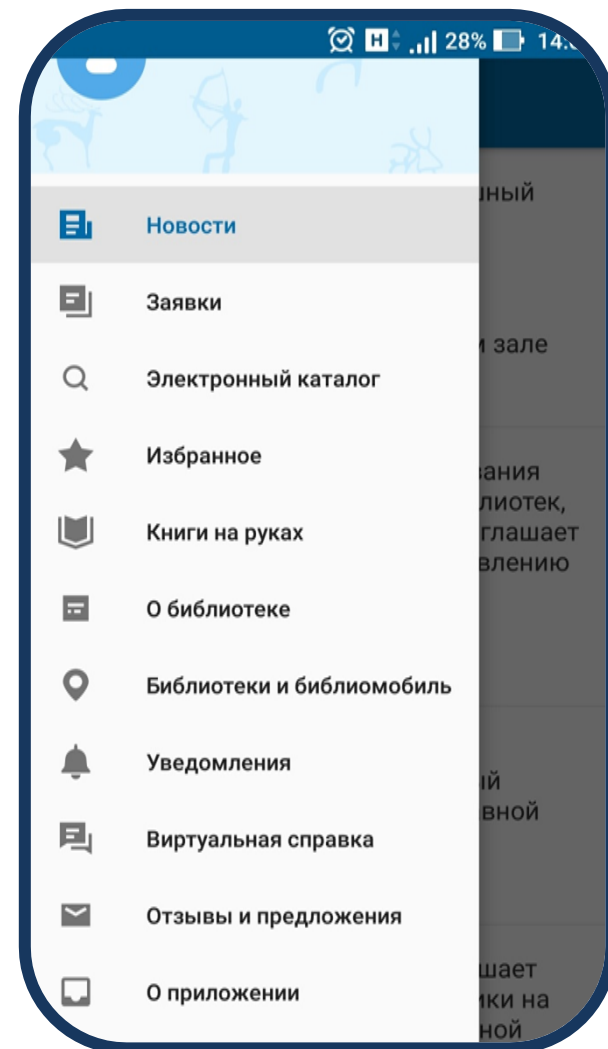 H 28%
Новости
Заявки
Электронный каталог
Избранное
Книги на руках
О библиотеке
Библиотеки и библиомобиль
Уведомления
Виртуальная справка
Отзывы и предложения
О приложении
зале
лиотек,
глашает
влению
вной
шает
на
ной